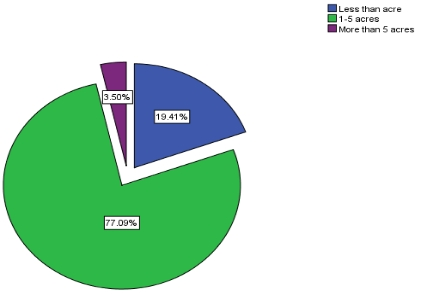 Less than acre
1-5 acres
More than 5 acres
3.50%
19.41%
77.09%